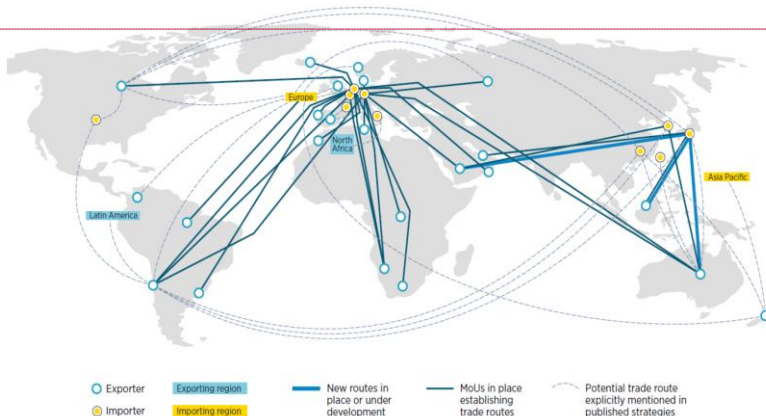 Europe
North
Africa
Asia Pacific
Latin America
Exporter
Exporting region
New routes in
place or under
development
MoUs in place
establishing
trade routes
Potential trade route
explicitly mentioned in
published strategies
Importer
Importing region